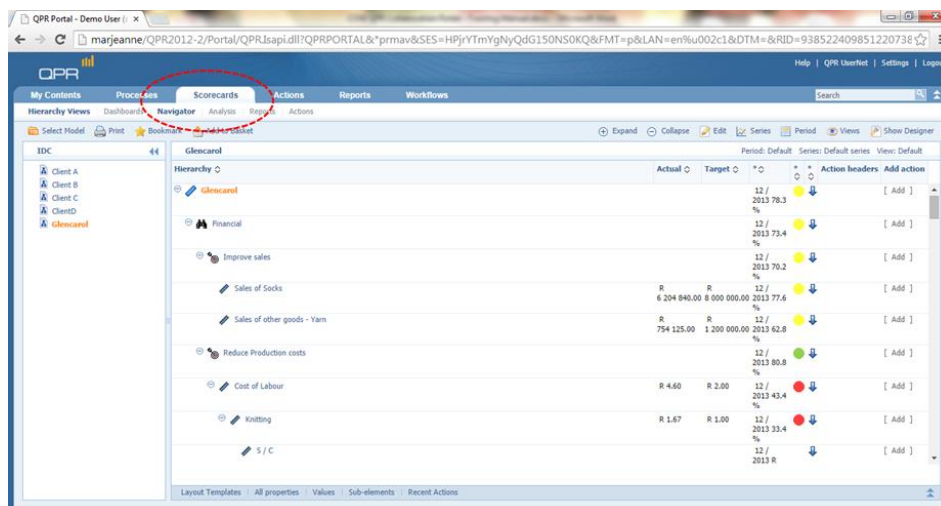 QPR Portal - Demo User (
marjeanne/QPR2012-2/Portal/QPR.Isapi.dll?QPRPORTAL&*prmav&SES=HPjrYTmYgNyQdG150NS0KQ&FMT=p&LAN=en%u002c1&DTM=&RID=938522409851220738
QPR
Help | QPR UserNet | Settings | Logou
My Contents Processes Scorecards Actions Reports Workflows Search
Hierarchy Views Dashboards Navigator Analysis Reports Actions
Select Model Print Bookmark Add to Basket Expand Collapse Edit Series Period Views Show Designer
IDC
Client A
Client B
Client C
ClientD
Glencarol
Glencarol Period: Default Series: Default series View: Default
Hierarchy Actual Target * * * Action headers Add action
Glencarol 12 / [ Add ]
2013 78.3
%
Financial 12 / [ Add ]
2013 73.4
%
Improve sales 12 / [ Add ]
2013 70.2
%
Sales of Socks R R 12 / [ Add ]
6 204 840.00 8 000 000.00 2013 77.6
%
Sales of other goods - Yarn R R 12 / [ Add ]
754 125.00 1 200 000.00 2013 62.8
%
Reduce Production costs 12 / [ Add ]
2013 80.8
%
Cost of Labour R 4.60 R 2.00 12 / [ Add ]
2013 43.4
%
Knitting R 1.67 R 1.00 12 / [ Add ]
2013 33.4
%
S / C 12 / [ Add ]
2013 R
Layout Templates | All properties | Values | Sub-elements | Recent Actions